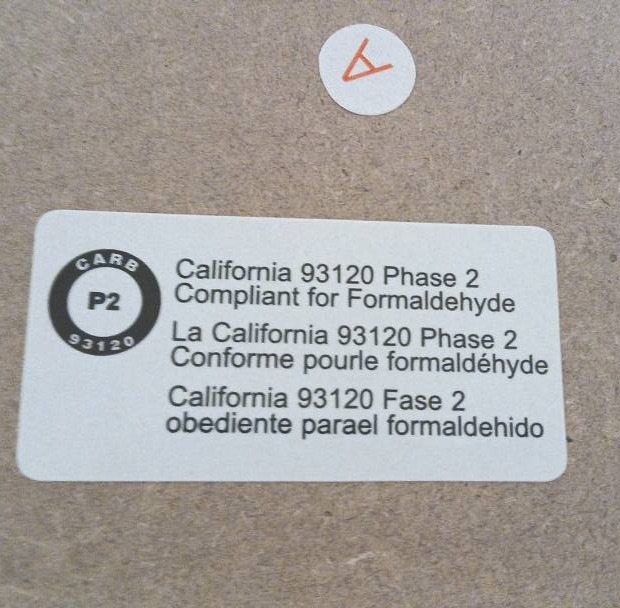 A
CARB
P2
93120
California 93120 Phase 2
Compliant for Formaldehyde
La California 93120 Phase 2
Conforme pourle formaldéhyde
California 93120 Fase 2
obediente parael formaldehido